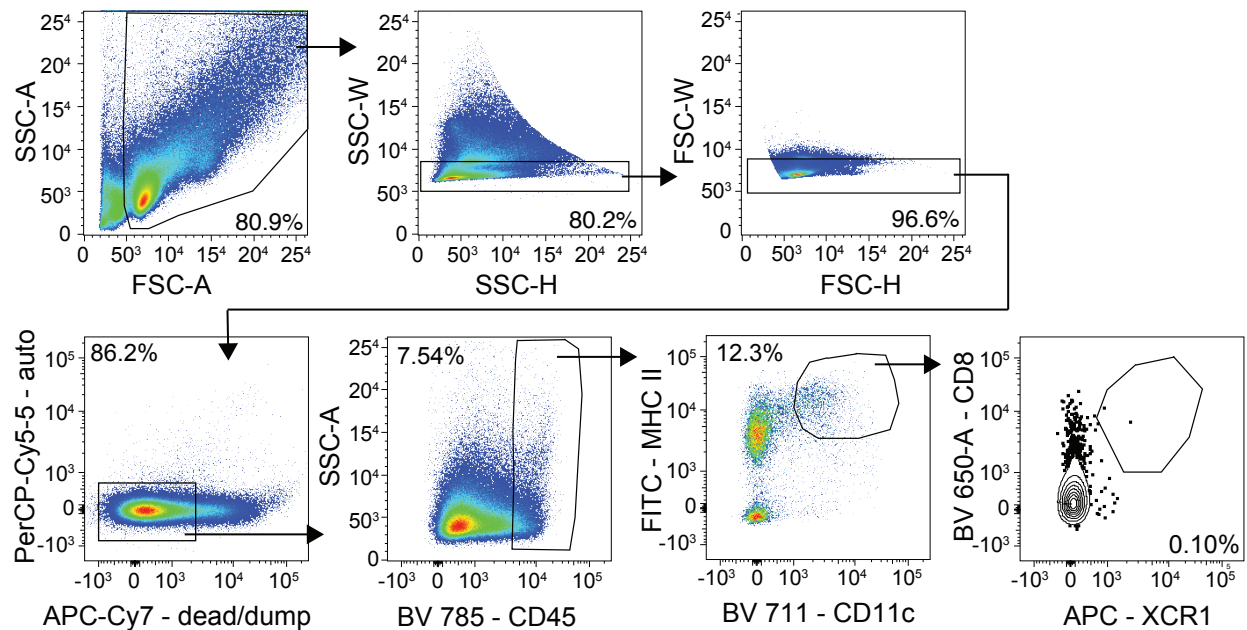 SSC-A
25⁴
20⁴
15⁴
10⁴
50³
0
80.9%
0 50³ 10⁴ 15⁴ 20⁴ 25⁴
FSC-A
SSC-W
25⁴
20⁴
15⁴
10⁴
50³
0
80.2%
0 50³ 10⁴ 15⁴ 20⁴ 25⁴
SSC-H
FSC-W
25⁴
20⁴
15⁴
10⁴
50³
0
96.6%
0 50³ 10⁴ 15⁴ 20⁴ 25⁴
FSC-H
PerCP-Cy5-5 - auto
86.2%
10⁵
10⁴
10³
0
-10³
-10³ 0 10³ 10⁴ 10⁵
APC-Cy7 - dead/dump
SSC-A
7.54%
25⁴
20⁴
15⁴
10⁴
50³
0
-10³ 0 10³ 10⁴ 10⁵
BV 785 - CD45
FITC - MHC II
12.3%
10⁵
10⁴
10³
0
-10³
-10³ 0 10³ 10⁴ 10⁵
BV 711 - CD11c
BV 650-A - CD8
10⁵
10⁴
10³
0
-10³
0.10%
-10³ 0 10³ 10⁴ 10⁵
APC - XCR1